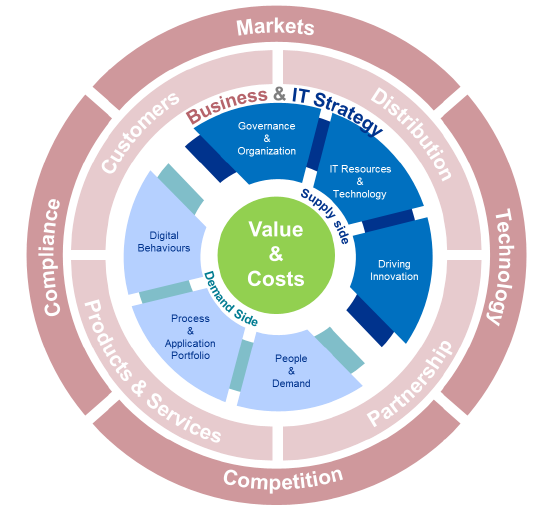 Markets
Customers
Distribution
Business & IT Strategy
Governance
&
Organization
IT Resources
&
Technology
Supply side
Compliance
Technology
Digital
Behaviours
Value
&
Costs
Driving
Innovation
Demand Side
Process
&
Application
Portfolio
People
&
Demand
Products & Services
Partnership
Competition